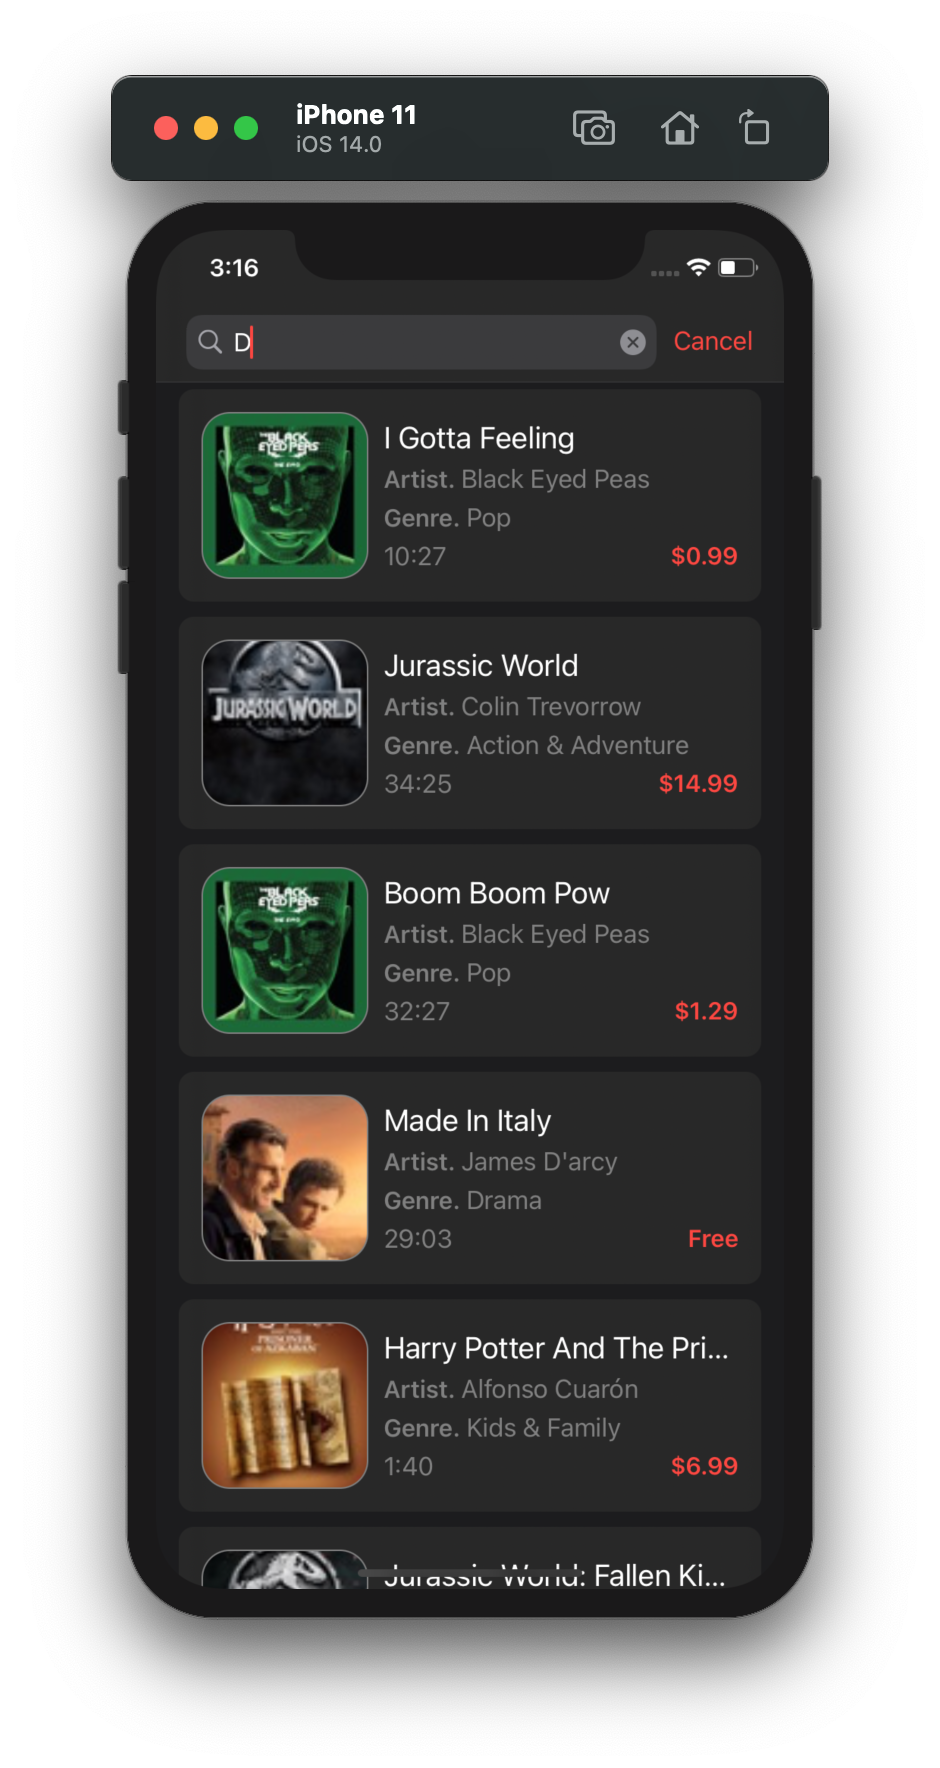 iPhone 11
iOS 14.0
3:16
D
Cancel
THE BLACK
EYED PEAS
THE E.N.D.
I Gotta Feeling
Artist. Black Eyed Peas
Genre. Pop
10:27
$0.99
JURASSIC WORLD
Jurassic World
Artist. Colin Trevorrow
Genre. Action & Adventure
34:25
$14.99
THE BLACK
EYED PEAS
THE E.N.D.
Boom Boom Pow
Artist. Black Eyed Peas
Genre. Pop
32:27
$1.29
Made In Italy
Artist. James D'arcy
Genre. Drama
29:03
Free
PRISONER
OF AZKABAN
Harry Potter And The Pri...
Artist. Alfonso Cuarón
Genre. Kids & Family
1:40
$6.99
Jurassic World: Fallen Ki...